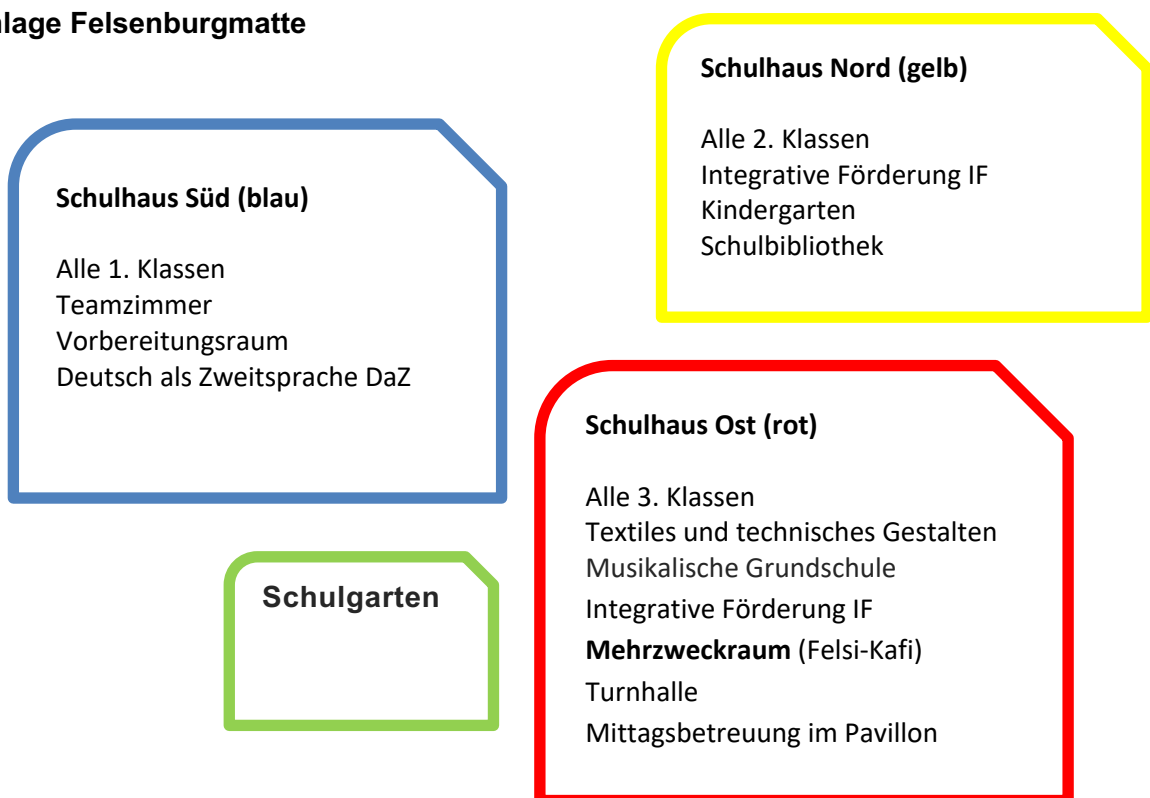 Felsenburgmatte
Schulhaus Nord (gelb)
Alle 2. Klassen
Integrative Förderung IF
Kindergarten
Schulbibliothek
Schulhaus Süd (blau)
Alle 1. Klassen
Teamzimmer
Vorbereitungsraum
Deutsch als Zweitsprache DaZ
Schulhaus Ost (rot)
Alle 3. Klassen
Textiles und technisches Gestalten
Musikalische Grundschule
Integrative Förderung IF
Mehrzweckraum (Felsi-Kafi)
Turnhalle
Mittagsbetreuung im Pavillon
Schulgarten